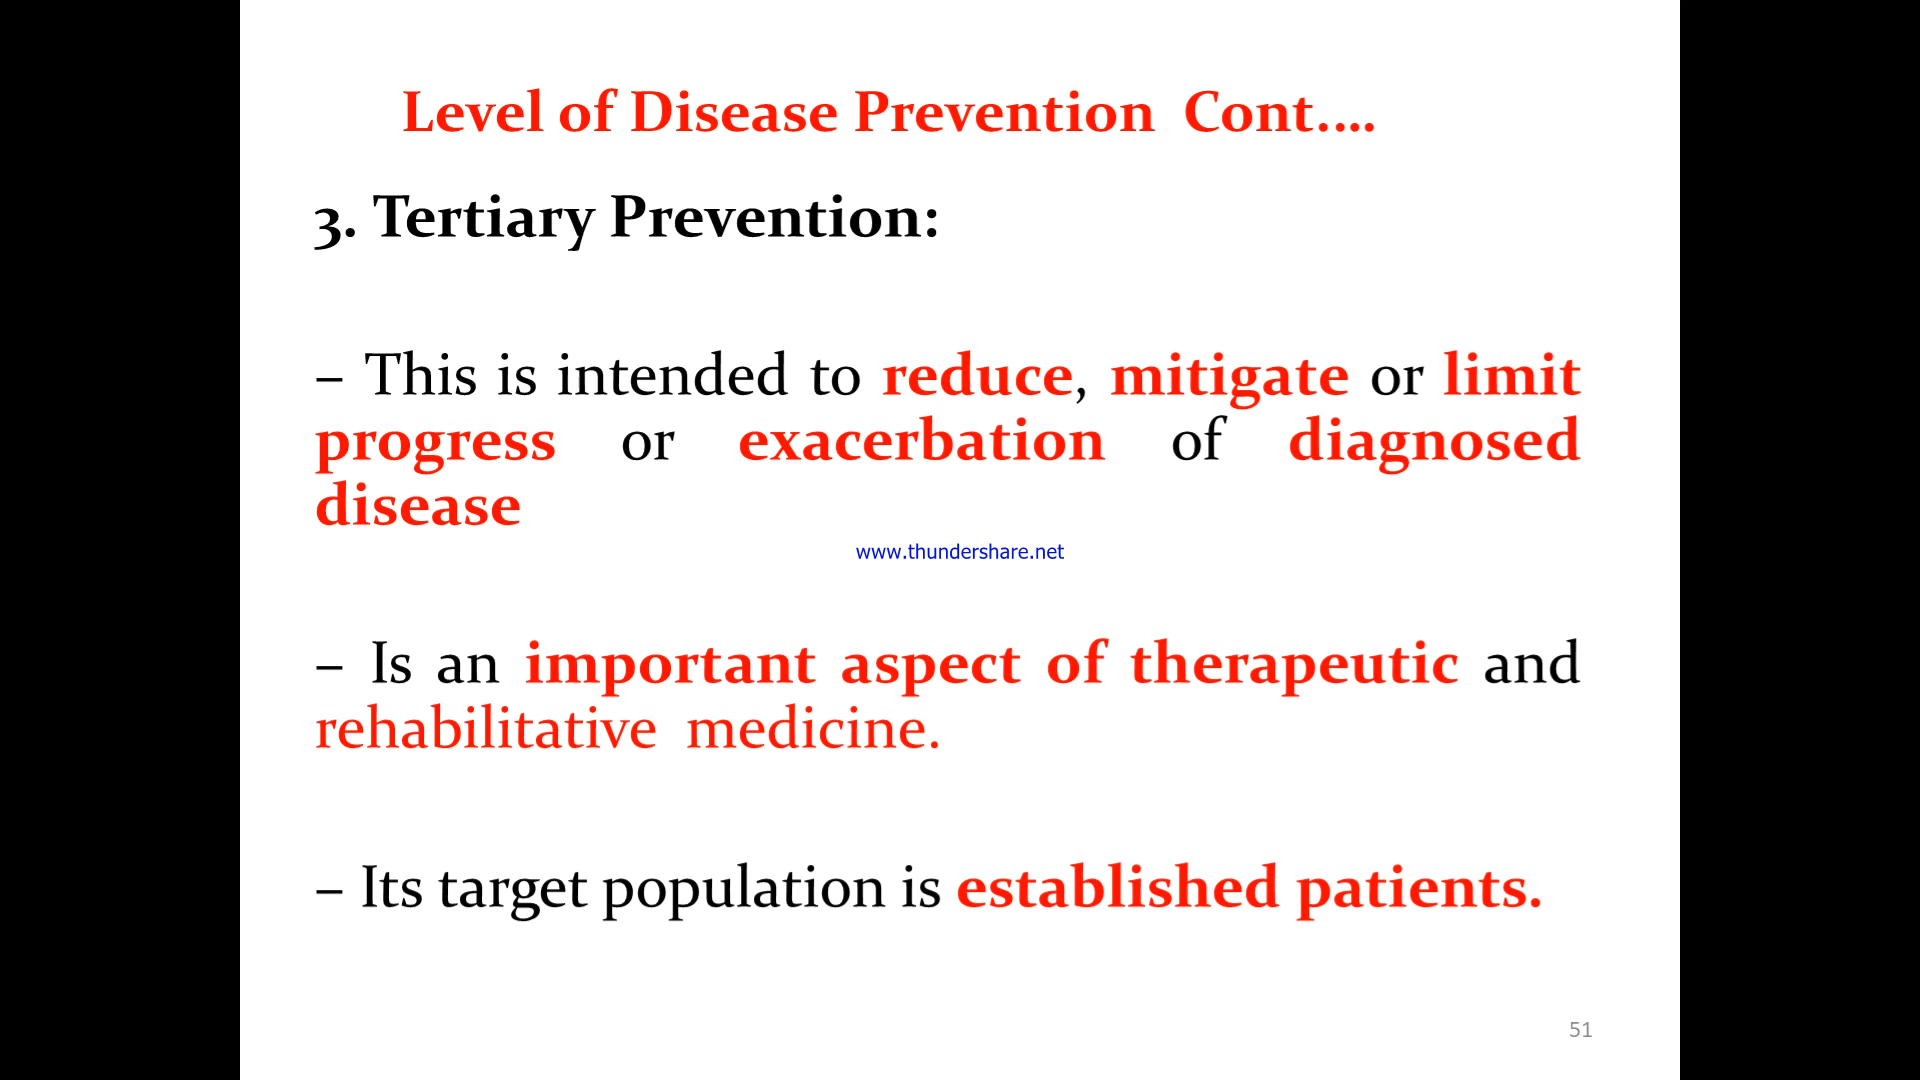 Level of Disease Prevention Cont....
3. Tertiary Prevention:
– This is intended to reduce, mitigate or limit
progress or exacerbation of diagnosed
disease
www.thundershare.net
– Is an important aspect of therapeutic and
rehabilitative medicine.
– Its target population is established patients.
51